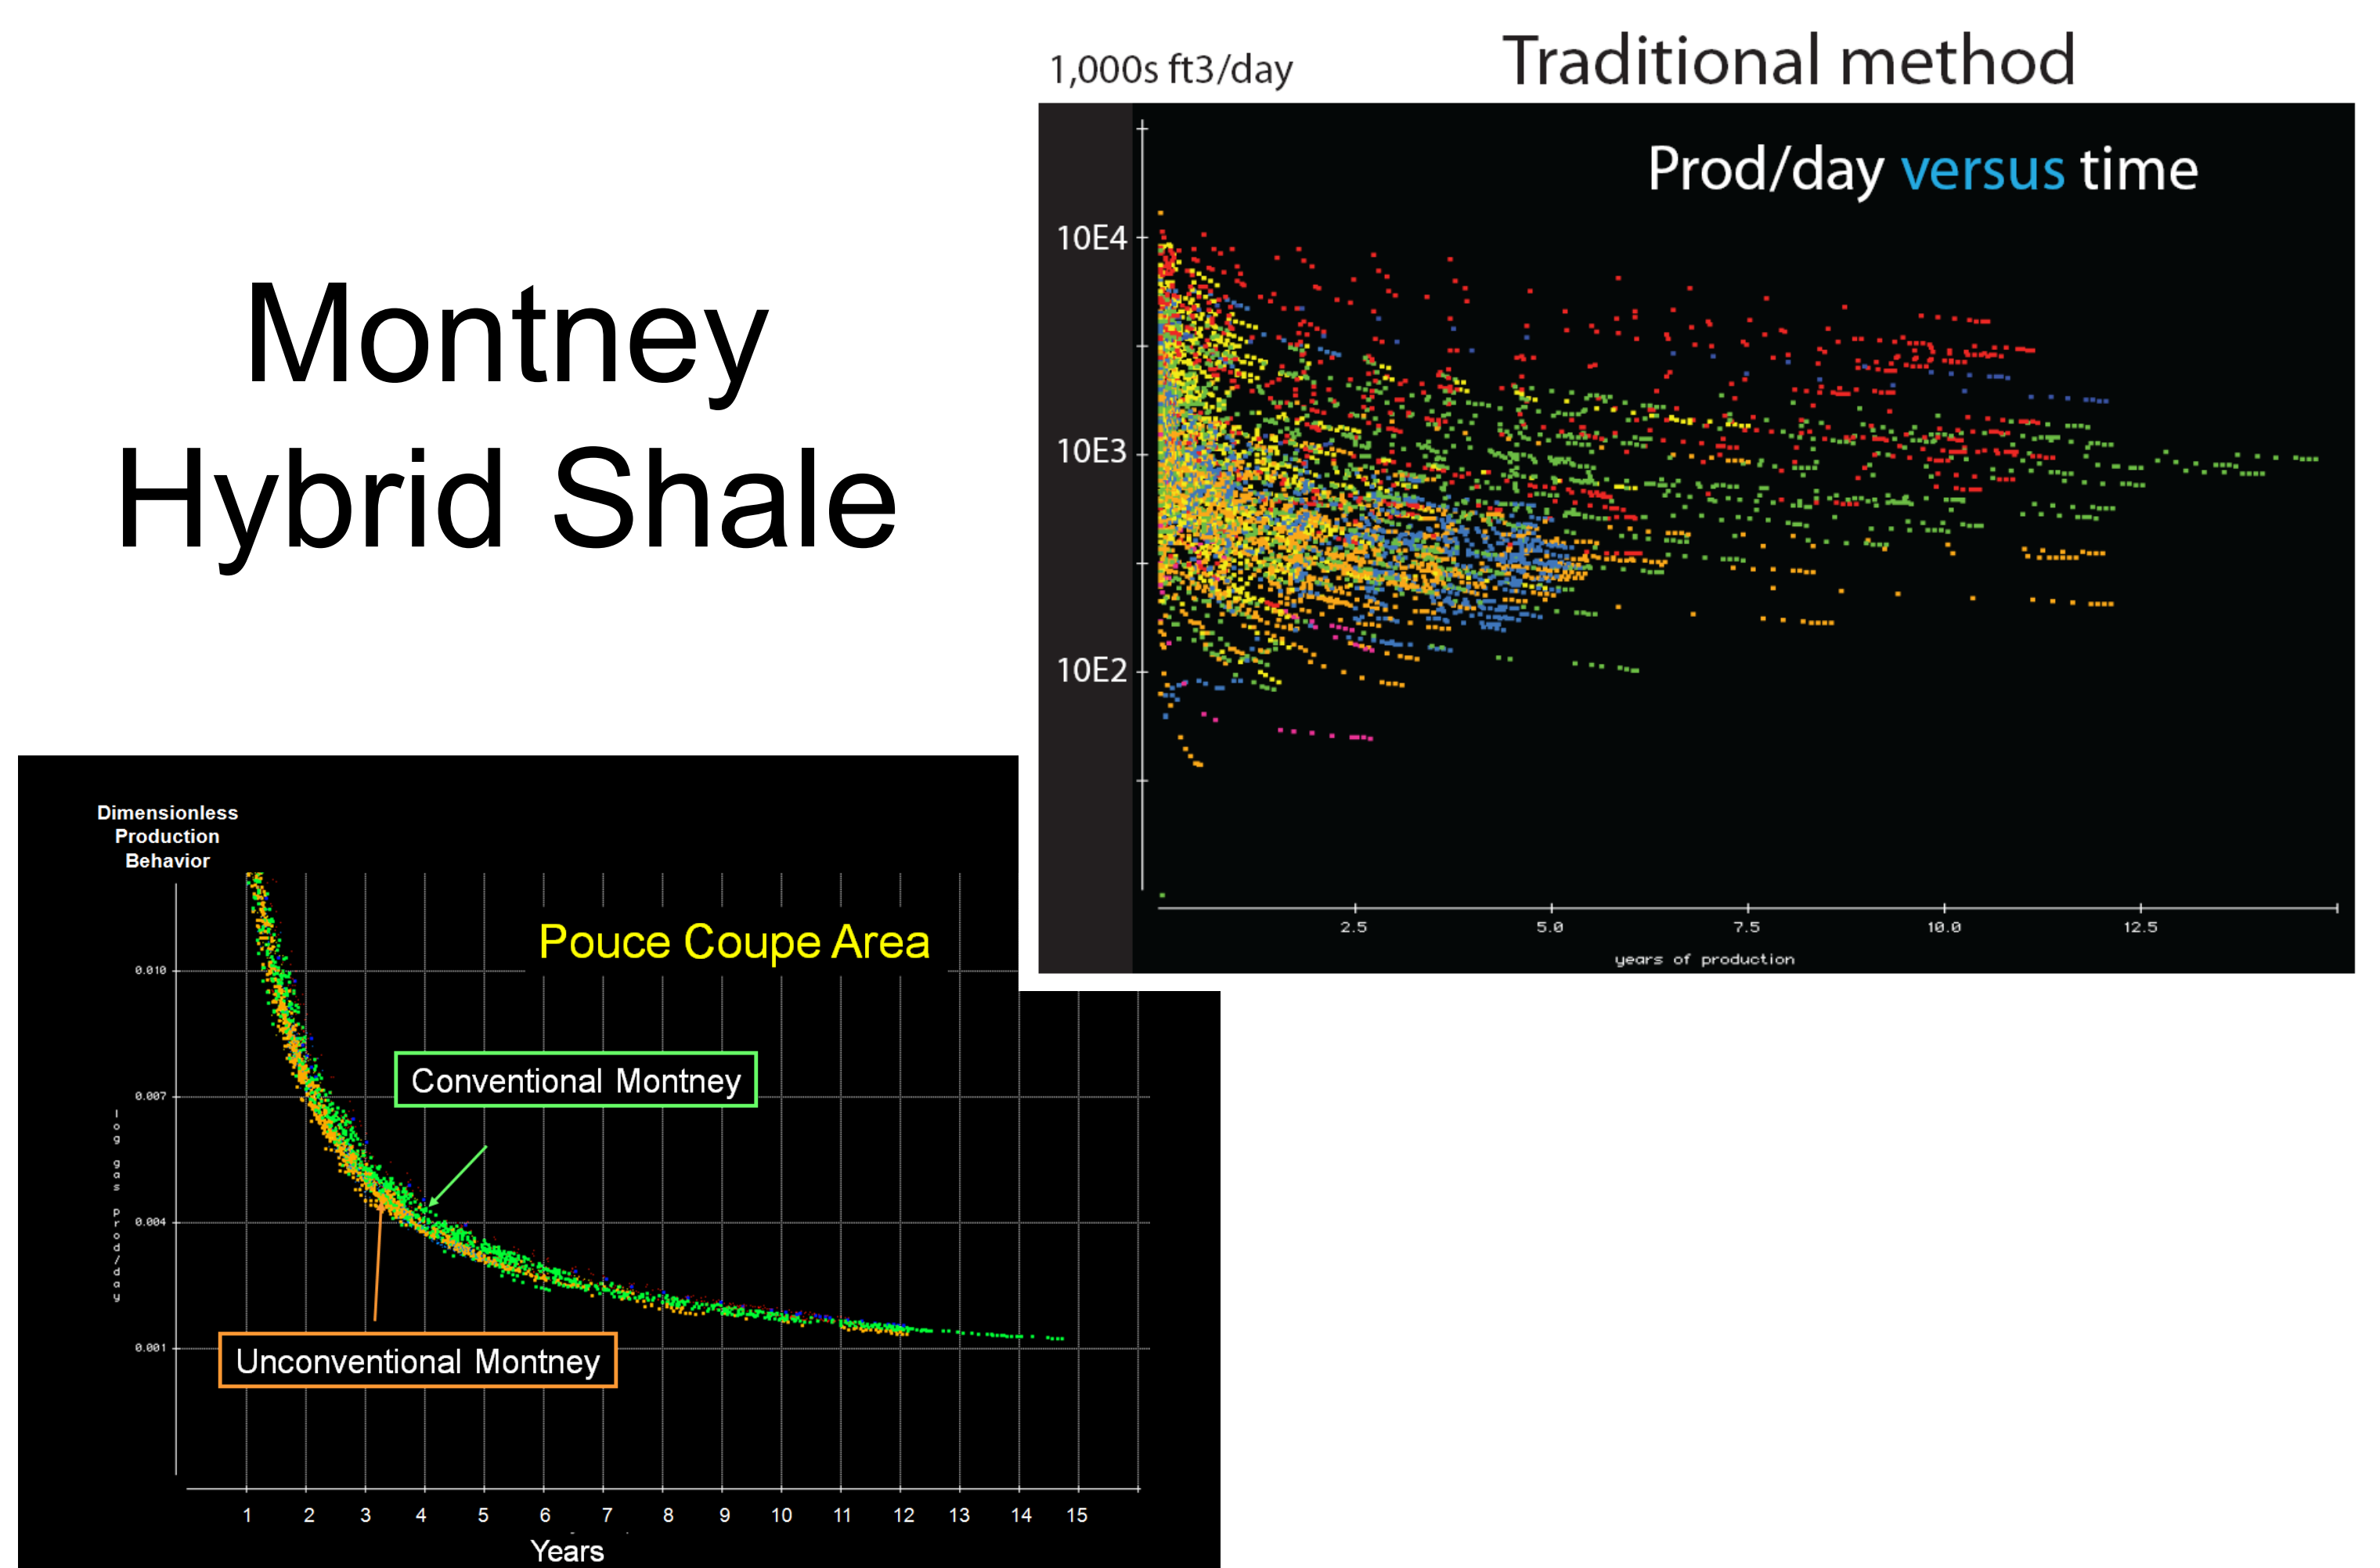 Montney
Hybrid Shale
1,000s ft3/day
Traditional method
Prod/day versus time
10E4
10E3
10E2
2.5
5.0
7.5
10.0
12.5
years of production
Dimensionless
Production
Behavior
Pouce Coupe Area
0.010
0.007
0.004
0.001
log gas prod/day
Conventional Montney
Unconventional Montney
1 2 3 4 5 6 7 8 9 10 11 12 13 14 15
Years